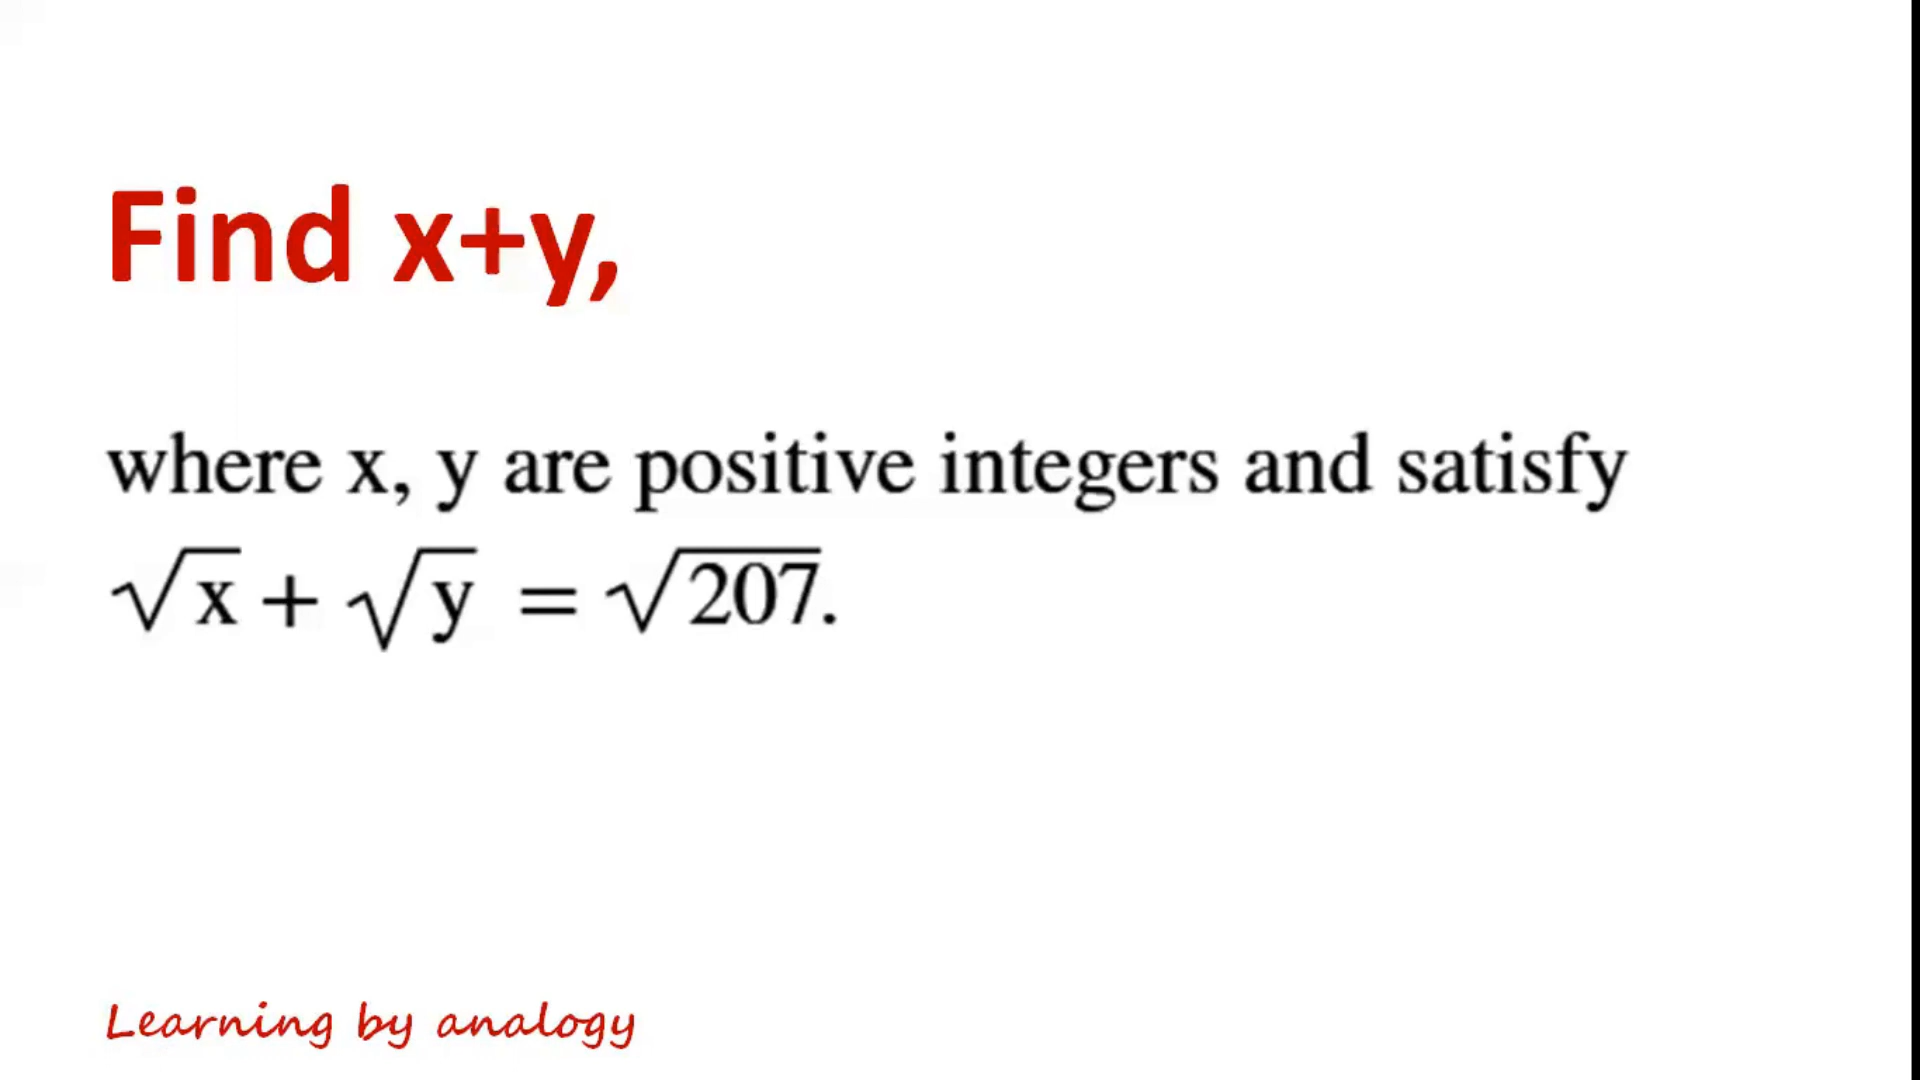 Find x+y,
where x, y are positive integers and satisfy
√x + √y = √207.
Learning by analogy